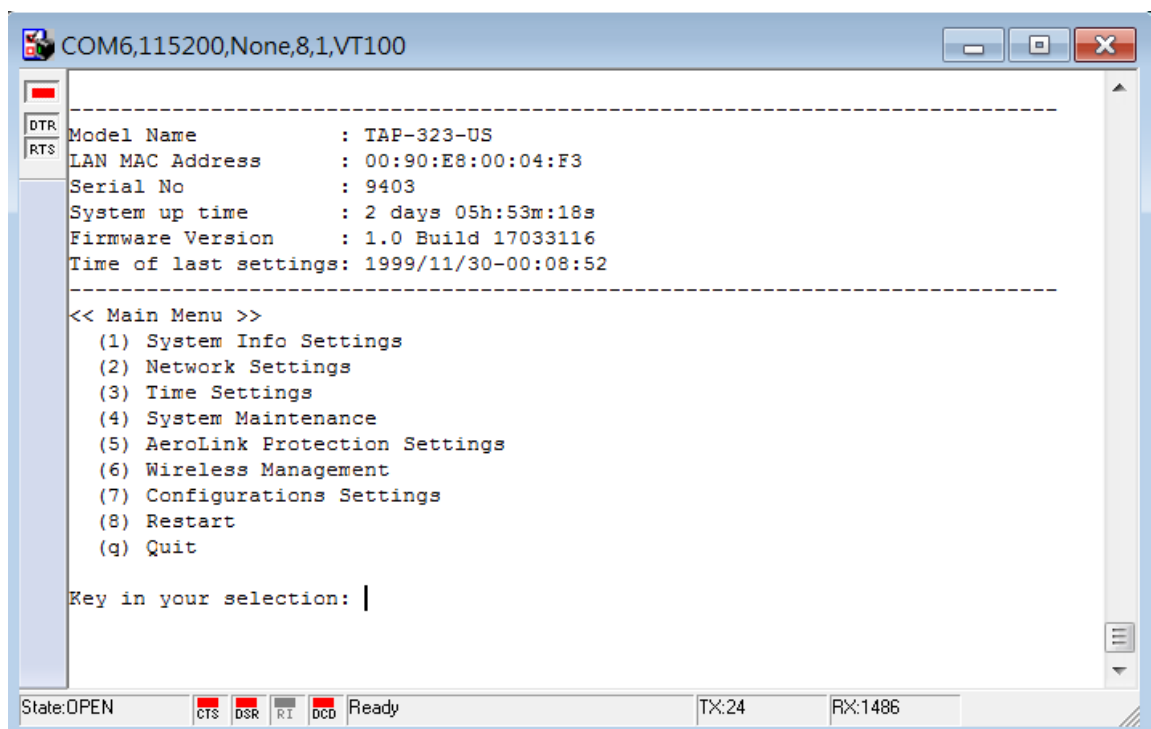 COM6,115200,None,8,1,VT100
DTR
RTS
--------------------------------------------------------------------------------
Model Name : TAP-323-US
LAN MAC Address : 00:90:E8:00:04:F3
Serial No : 9403
System up time : 2 days 05h:53m:18s
Firmware Version : 1.0 Build 17033116
Time of last settings: 1999/11/30-00:08:52
--------------------------------------------------------------------------------
<< Main Menu >>
(1) System Info Settings
(2) Network Settings
(3) Time Settings
(4) System Maintenance
(5) AeroLink Protection Settings
(6) Wireless Management
(7) Configurations Settings
(8) Restart
(q) Quit
Key in your selection:
State:OPEN CTS DSR RI DCD Ready TX:24 RX:1486